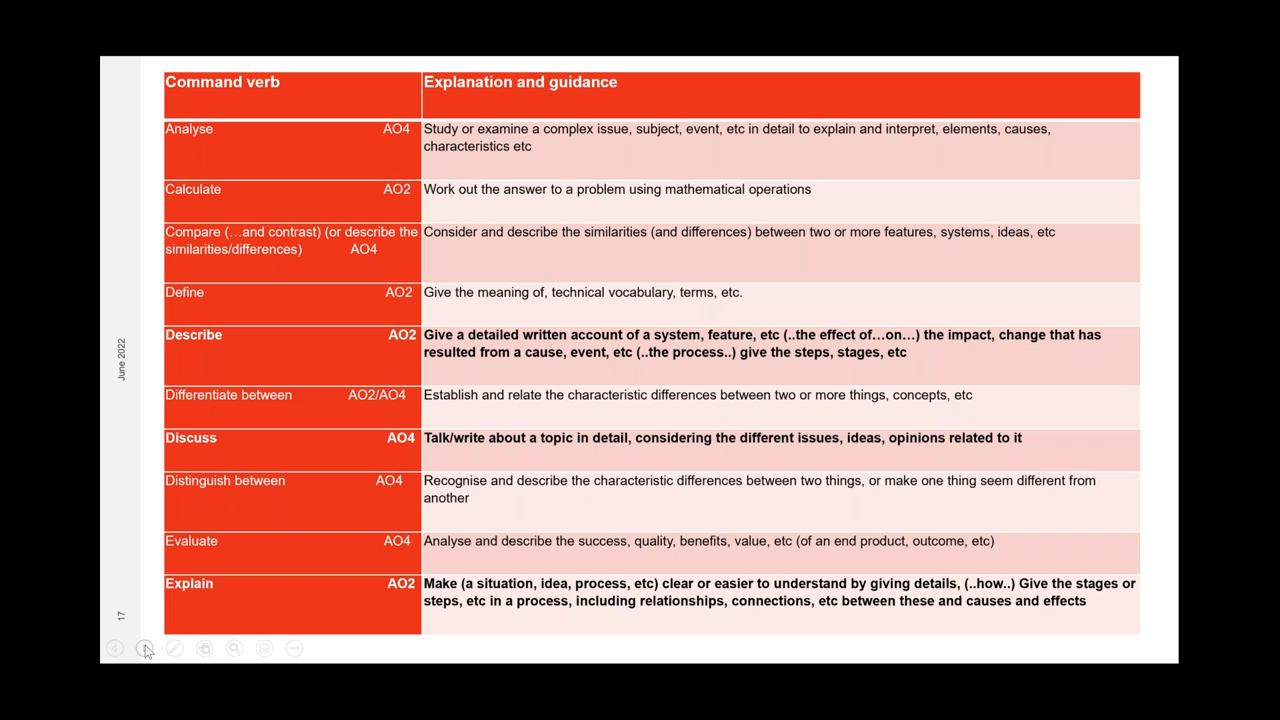 Command verb Explanation and guidance
Analyse AO4 Study or examine a complex issue, subject, event, etc in detail to explain and interpret, elements, causes,
characteristics etc
Calculate AO2 Work out the answer to a problem using mathematical operations
Compare (…and contrast) (or describe the Consider and describe the similarities (and differences) between two or more features, systems, ideas, etc
similarities/differences) AO4
Define AO2 Give the meaning of, technical vocabulary, terms, etc.
Describe AO2 Give a detailed written account of a system, feature, etc (..the effect of…on…) the impact, change that has
resulted from a cause, event, etc (..the process..) give the steps, stages, etc
Differentiate between AO2/AO4 Establish and relate the characteristic differences between two or more things, concepts, etc
Discuss AO4 Talk/write about a topic in detail, considering the different issues, ideas, opinions related to it
Distinguish between AO4 Recognise and describe the characteristic differences between two things, or make one thing seem different from
another
Evaluate AO4 Analyse and describe the success, quality, benefits, value, etc (of an end product, outcome, etc)
Explain AO2 Make (a situation, idea, process, etc) clear or easier to understand by giving details, (..how..) Give the stages or
steps, etc in a process, including relationships, connections, etc between these and causes and effects
June 2022
17